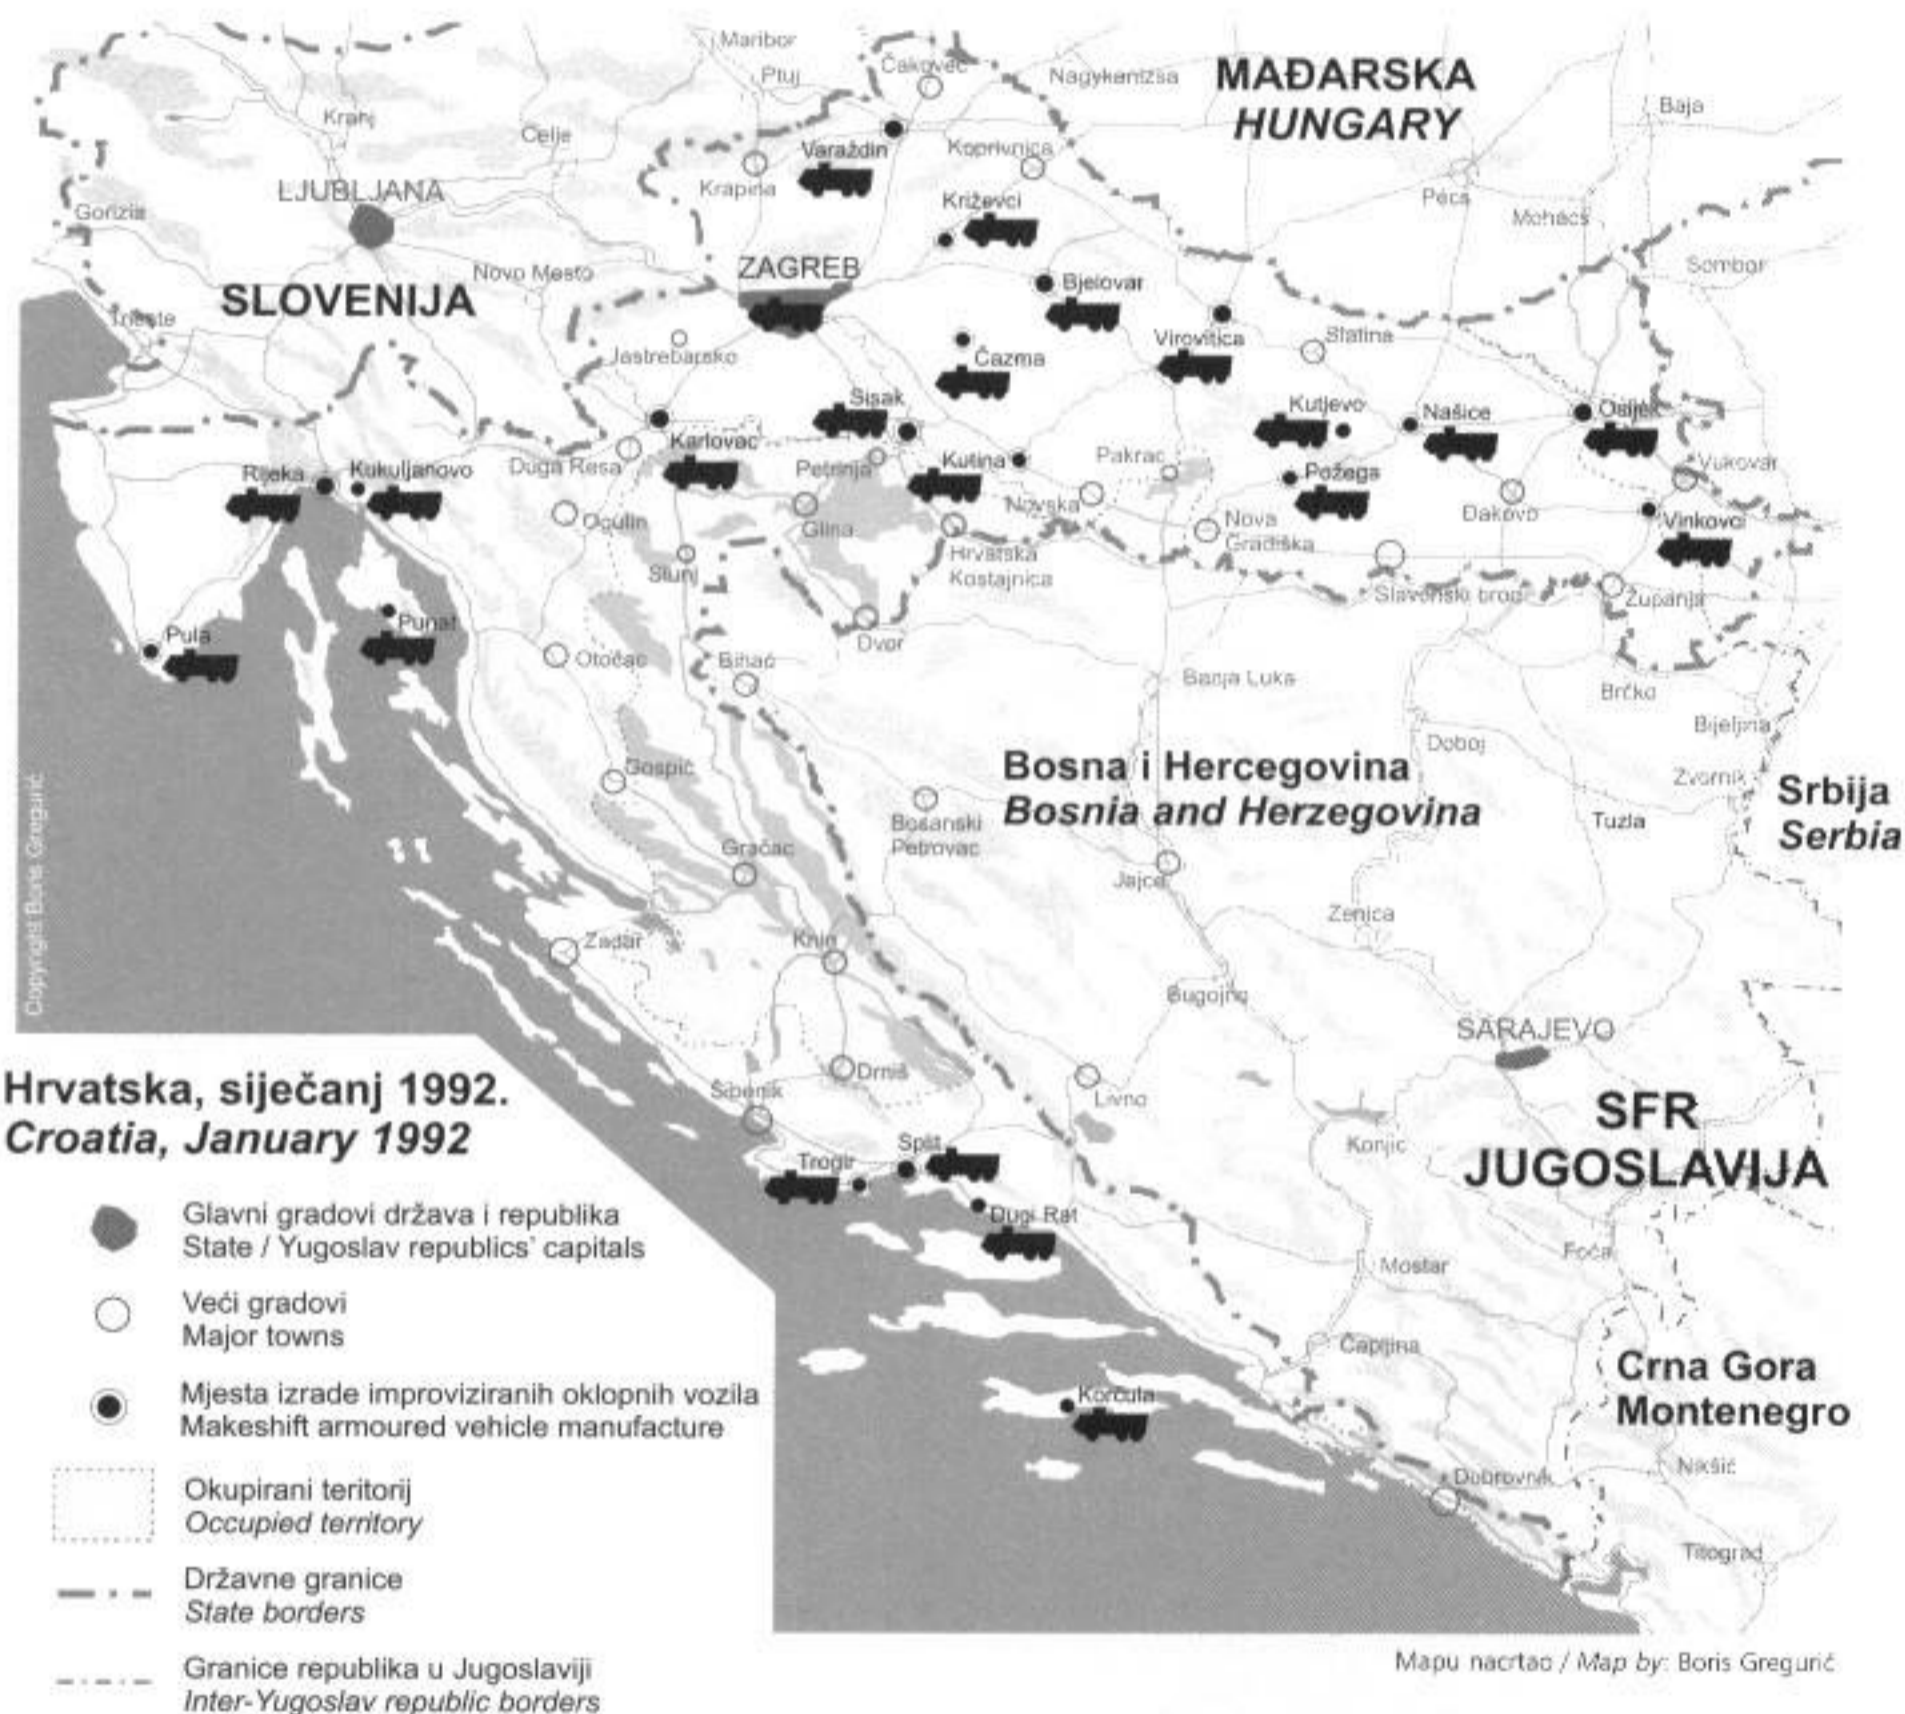 Maribor
Ptuj
Čakovec
Nagykanizsa
MAĐARSKA
HUNGARY
Baja
Kranj
Celje
Varaždin
Koprivnica
Krapina
LJUBLJANA
Križevci
Pécs
Mohács
Gorizia
Novo Mesto
ZAGREB
Bjelovar
Sombor
SLOVENIJA
Trieste
Jastrebarsko
Čazma
Virovitica
Slatina
Sisak
Kutjevo
Našice
Osijek
Karlovac
Duga Resa
Petrinja
Kutina
Pakrac
Požega
Vukovar
Rijeka
Kukuljanovo
Ogulin
Glina
Novska
Nova
Gradiška
Đakovo
Vinkovci
Hrvatska
Kostajnica
Slunj
Slavonski brod
Županja
Punat
Pula
Otočac
Bihać
Dvor
Banja Luka
Brčko
Bijeljina
Doboj
Gospić
Bosna i Hercegovina
Bosnia and Herzegovina
Zvornik
Srbija
Serbia
Bosanski
Petrovac
Tuzla
Gračac
Jajce
Zenica
Zadar
Knin
Bugojno
SARAJEVO
Copyright Boris Gregurić
Drniš
Šibenik
Livno
Konjic
SFR
JUGOSLAVIJA
Split
Trogir
Dugi Rat
Foča
Mostar
Čapljina
Crna Gora
Montenegro
Korčula
Dubrovnik
Nikšić
Titograd
Hrvatska, siječanj 1992.
Croatia, January 1992
Glavni gradovi država i republika
State / Yugoslav republics' capitals
Veći gradovi
Major towns
Mjesta izrade improviziranih oklopnih vozila
Makeshift armoured vehicle manufacture
Okupirani teritorij
Occupied territory
Državne granice
State borders
Granice republika u Jugoslaviji
Inter-Yugoslav republic borders
Mapu nacrtao / Map by: Boris Gregurić